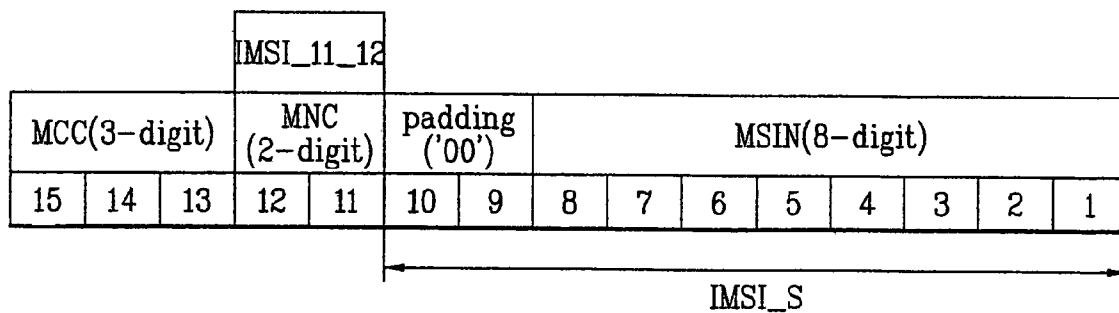 IMSI_11_12
MCC(3-digit) MNC (2-digit) padding ('00') MSIN(8-digit)
15 14 13 12 11 10 9 8 7 6 5 4 3 2 1
IMSI_S